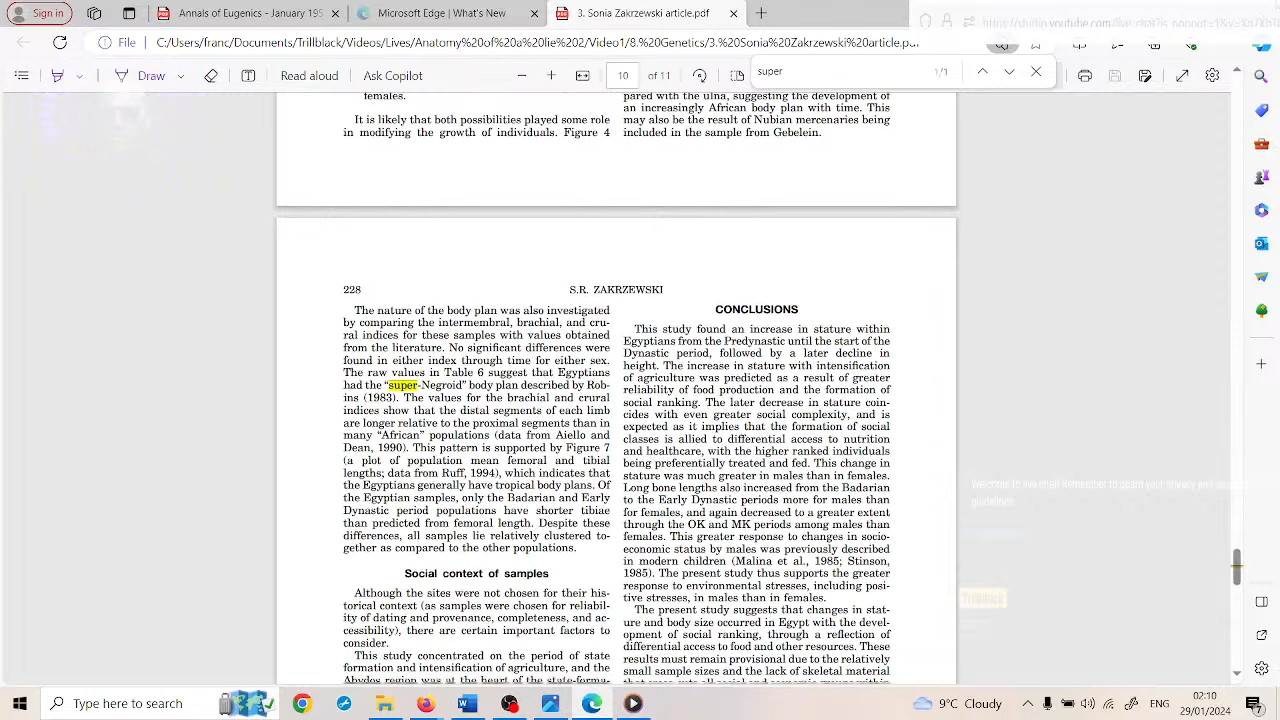 Sign in
Annals of Eugenics - January 195
Microsoft Edge | What's New
3. Sonia Zakrzewski article.pdf
File
C:/Users/franc/Documents/Trillblack/Video/Lives/Anatomy%20of%20a%20lie%202/Video1/8.%20Genetics/3.%20Sonia%20Zakrzewski%20article.pdf
Draw
Read aloud
Ask Copilot
10
of 11
super
1/1
females.
It is likely that both possibilities played some role
in modifying the growth of individuals. Figure 4
pared with the ulna, suggesting the development of
an increasingly African body plan with time. This
may also be the result of Nubian mercenaries being
included in the sample from Gebelein.
228
S.R. ZAKRZEWSKI
The nature of the body plan was also investigated
by comparing the intermembral, brachial, and cru-
ral indices for these samples with values obtained
from the literature. No significant differences were
found in either index through time for either sex.
The raw values in Table 6 suggest that Egyptians
had the “super-Negroid” body plan described by Rob-
ins (1983). The values for the brachial and crural
indices show that the distal segments of each limb
are longer relative to the proximal segments than in
many “African” populations (data from Aiello and
Dean, 1990). This pattern is supported by Figure 7
(a plot of population mean femoral and tibial
lengths; data from Ruff, 1994), which indicates that
the Egyptians generally have tropical body plans. Of
the Egyptian samples, only the Badarian and Early
Dynastic period populations have shorter tibiae
than predicted from femoral length. Despite these
differences, all samples lie relatively clustered to-
gether as compared to the other populations.
Social context of samples
Although the sites were not chosen for their his-
torical context (as samples were chosen for reliabil-
ity of dating and provenance, completeness, and ac-
cessibility), there are certain important factors to
consider.
This study concentrated on the period of state
formation and intensification of agriculture, and the
Abydos region was at the heart of the state-forma-
CONCLUSIONS
This study found an increase in stature within
Egyptians from the Predynastic until the start of the
Dynastic period, followed by a later decline in
height. The increase in stature with intensification
of agriculture was predicted as a result of greater
reliability of food production and the formation of
social ranking. The later decrease in stature coin-
cides with even greater social complexity, and is
expected as it implies that the formation of social
classes is allied to differential access to nutrition
and healthcare, with the higher ranked individuals
being preferentially treated and fed. This change in
stature was much greater in males than in females.
Long bone lengths also increased from the Badarian
to the Early Dynastic periods more for males than
for females, and again decreased to a greater extent
through the OK and MK periods among males than
females. This greater response to changes in socio-
economic status by males was previously described
in modern children (Malina et al., 1985; Stinson,
1985). The present study thus supports the greater
response to environmental stresses, including posi-
tive stresses, in males than in females.
The present study suggests that changes in stat-
ure and body size occurred in Egypt with the devel-
opment of social ranking, through a reflection of
differential access to food and other resources. These
results must remain provisional due to the relatively
small sample sizes and the lack of skeletal material
Welcome to live chat! Remember to guard your privacy and
guidelines.
Type here to search
9°C Cloudy
02:10
29/01/2024
7